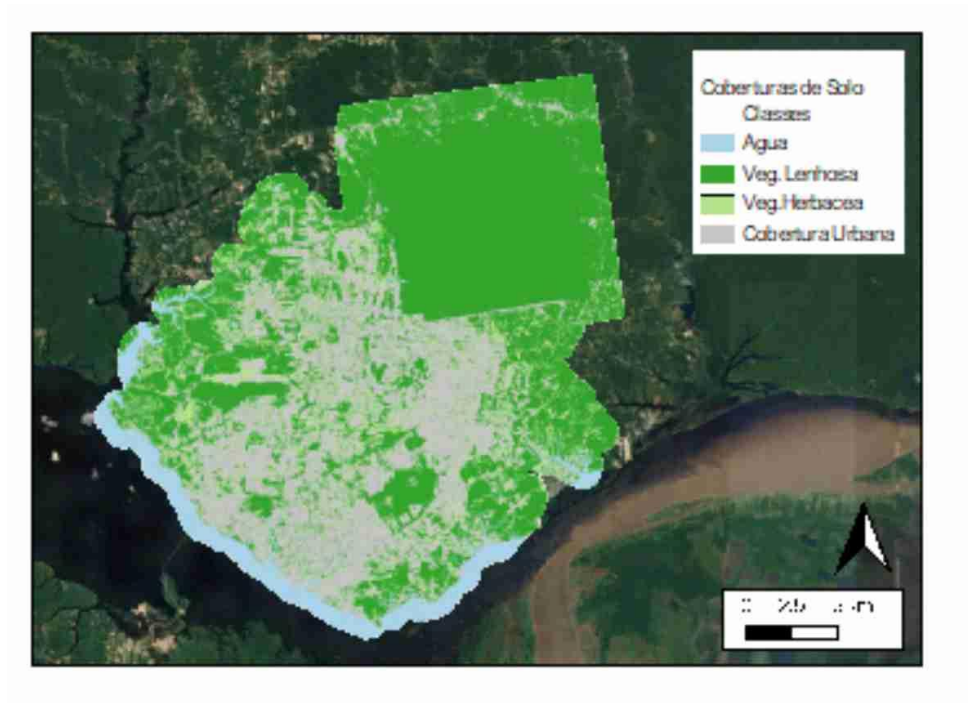 Coberturas de Solo
Classes
Agua
Veg. Lenhosa
Veg. Herbacea
Cobertura Urbana